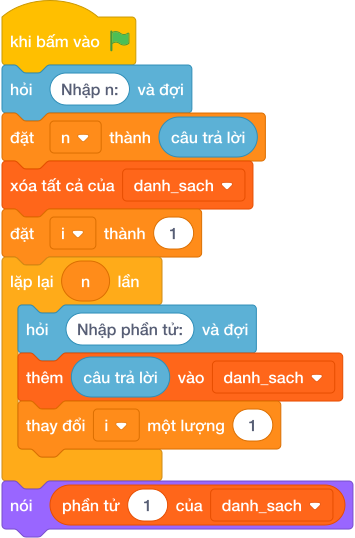 khi bấm vào
hỏi Nhập n: và đợi
đặt n thành câu trả lời
xóa tất cả của danh_sach
đặt i thành 1
lặp lại n lần
hỏi Nhập phần tử: và đợi
thêm câu trả lời vào danh_sach
thay đổi i một lượng 1
nói phần tử 1 của danh_sach